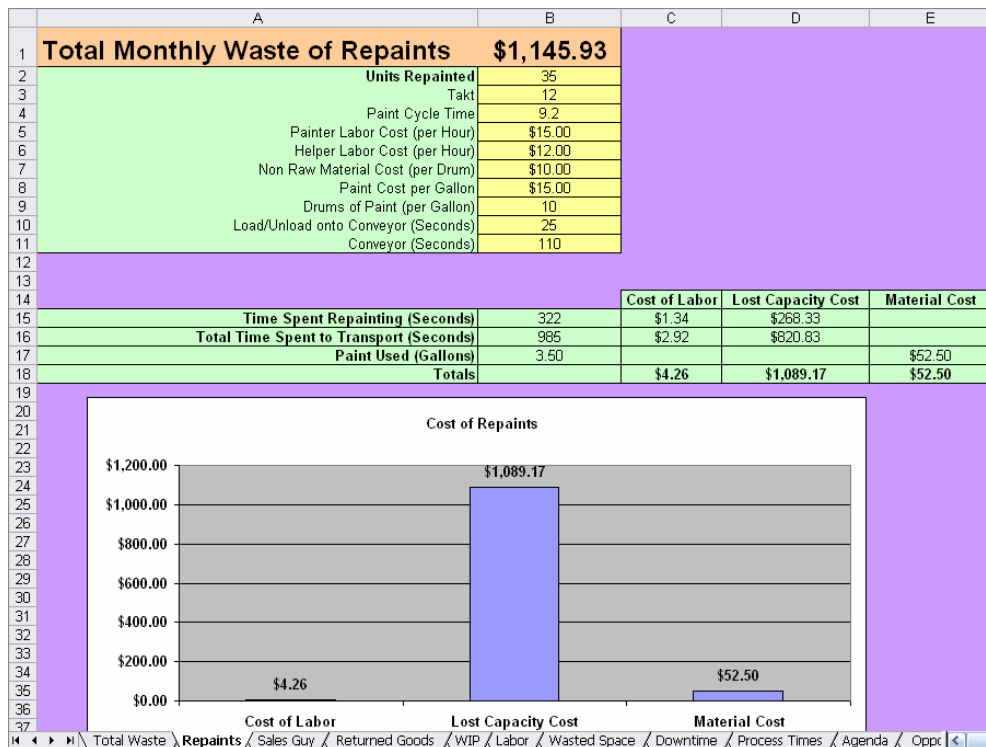 A B C D E
1 Total Monthly Waste of Repaints $1,145.93
2 Units Repainted 35
3 Takt 12
4 Paint Cycle Time 9.2
5 Painter Labor Cost (per Hour) $15.00
6 Helper Labor Cost (per Hour) $12.00
7 Non Raw Material Cost (per Drum) $10.00
8 Paint Cost per Gallon $15.00
9 Drums of Paint (per Gallon) 10
10 Load/Unload onto Conveyor (Seconds) 25
11 Conveyor (Seconds) 110
12
13
14 Cost of Labor Lost Capacity Cost Material Cost
15 Time Spent Repainting (Seconds) 322 $1.34 $268.33
16 Total Time Spent to Transport (Seconds) 985 $2.92 $820.83
17 Paint Used (Gallons) 3.50 $52.50
18 Totals $4.26 $1,089.17 $52.50
19
20
21 Cost of Repaints
22
23 $1,200.00 $1,089.17
24
25 $1,000.00
26
27 $800.00
28
29 $600.00
30
31 $400.00
32
33 $200.00
34 $4.26 $52.50
35
36 $0.00
37 Cost of Labor Lost Capacity Cost Material Cost
Total Waste Repaints Sales Guy Returned Goods WIP Labor Wasted Space Downtime Process Times Agenda Oppo